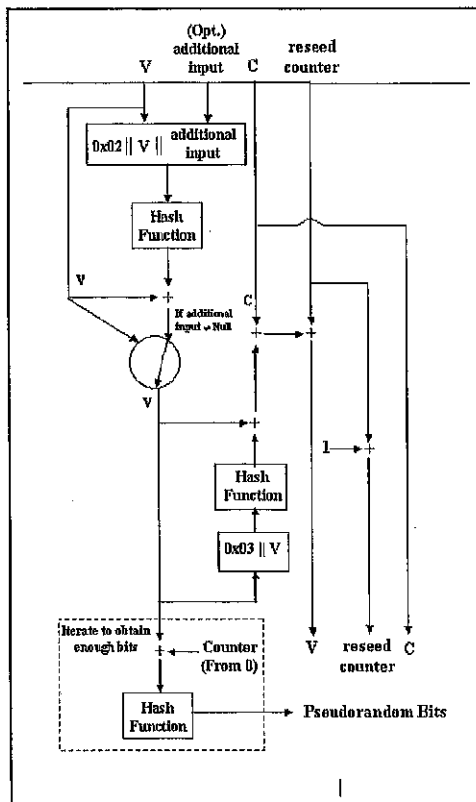 (Opt.)
V additional input C reseed counter
0x02 || V || additional input
Hash
Function
V
+
If additional
input ≠ Null
C
+
+
V
+
1
+
Hash
Function
0x03 || V
Iterate to obtain
enough bits
+
Counter
(From 0)
V reseed counter C
Hash
Function
Pseudorandom Bits